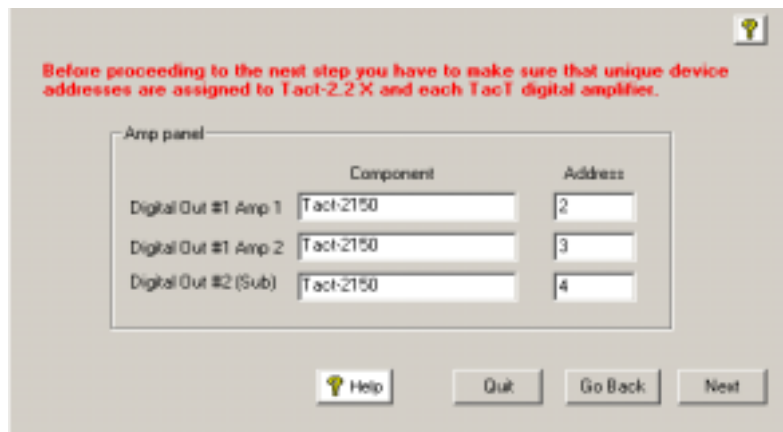 Before proceeding to the next step you have to make sure that unique device
addresses are assigned to Tact-2.2 X and each TacT digital amplifier.
Amp panel
Component Address
Digital Out #1 Amp 1 Tact-2150 2
Digital Out #1 Amp 2 Tact-2150 3
Digital Out #2 (Sub) Tact-2150 4
Help Quit Go Back Next